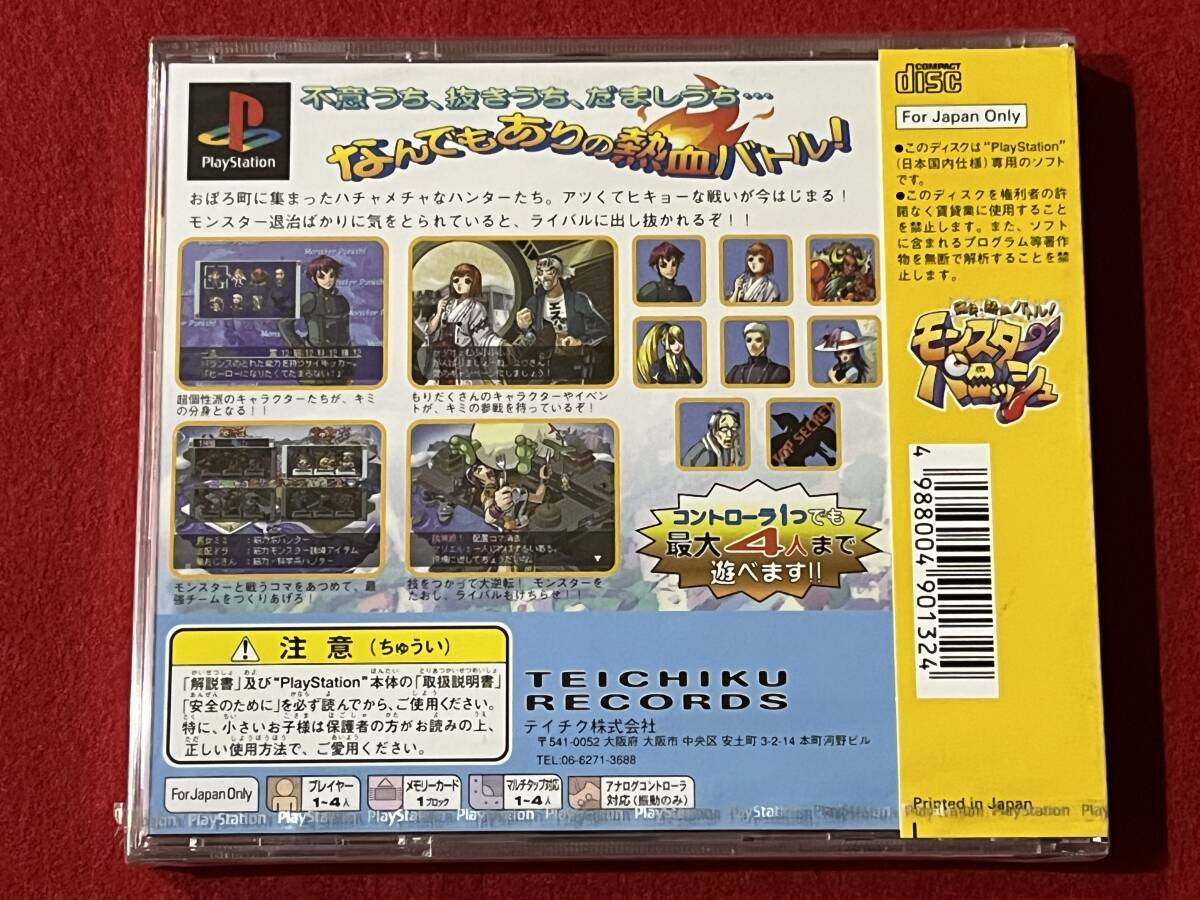 PlayStation
不意うち、抜きうち、だましうち…
なんでもありの熱血バトル!
おぼろ町に集まったハチャメチャなハンターたち。アツくてヒキョーな戦いが今はじまる!
モンスター退治ばかりに気をとられていると、ライバルに出し抜かれるぞ!!
超個性派のキャラクターたちが、キミ
の分身となる!!
もりだくさんのキャラクターやイベン
トが、キミの参戦を待っているぞ!
モンスターと戦うコマをあつめて、最
強チームをつくりあげろ!
技をつかって大逆転! モンスターを
たおし、ライバルもけちらせ!!
TOP SECRET
コントローラ1つでも
最大4人まで
遊べます!!
注意(ちゅうい)
「解説書」及び“PlayStation”本体の「取扱説明書」
「安全のために」を必ず読んでから、ご使用ください。
特に、小さいお子様は保護者の方がお読みの上、
正しい使用方法で、ご愛用ください。
TEICHIKU
RECORDS
テイチク株式会社
〒541-0052 大阪府 大阪市 中央区 安土町 3-2-14 本町河野ビル
TEL:06-6271-3688
For Japan Only
プレイヤー
1~4人
メモリーカード
1ブロック
マルチタップ対応
1~4人
アナログコントローラ
対応(振動のみ)
COMPACT
disc
For Japan Only
●このディスクは“PlayStation”
(日本国内仕様)専用のソフト
です。
●このディスクを権利者の許
諾なく賃貸業に使用すること
を禁止します。また、ソフト
に含まれるプログラム等著作
物を無断で解析することを禁
止します。
モンスター
パニッシュ
4 988004 901324
Printed in Japan